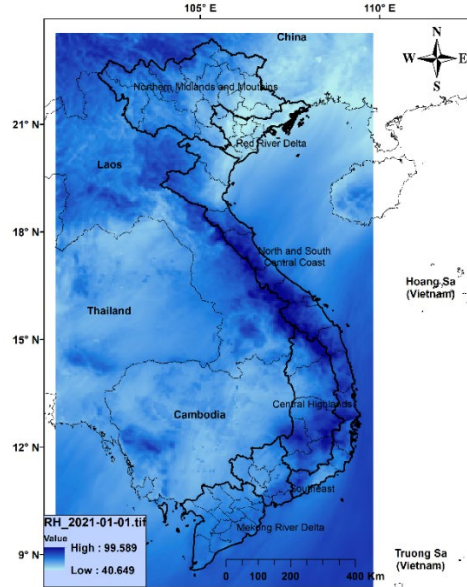 105°E
110°E
China
N
W
E
S
Northern Midlands and Moutains
21°N
Red River Delta
Laos
18°N
North and South
Central Coast
Hoang Sa
(Vietnam)
Thailand
15°N
Central Highlands
Cambodia
12°N
Southeast
RH_2021-01-01.tif
Value
High : 99.589
Low : 40.649
Mekong River Delta
9°N
0
100
200
300
400 Km
Truong Sa
(Vietnam)